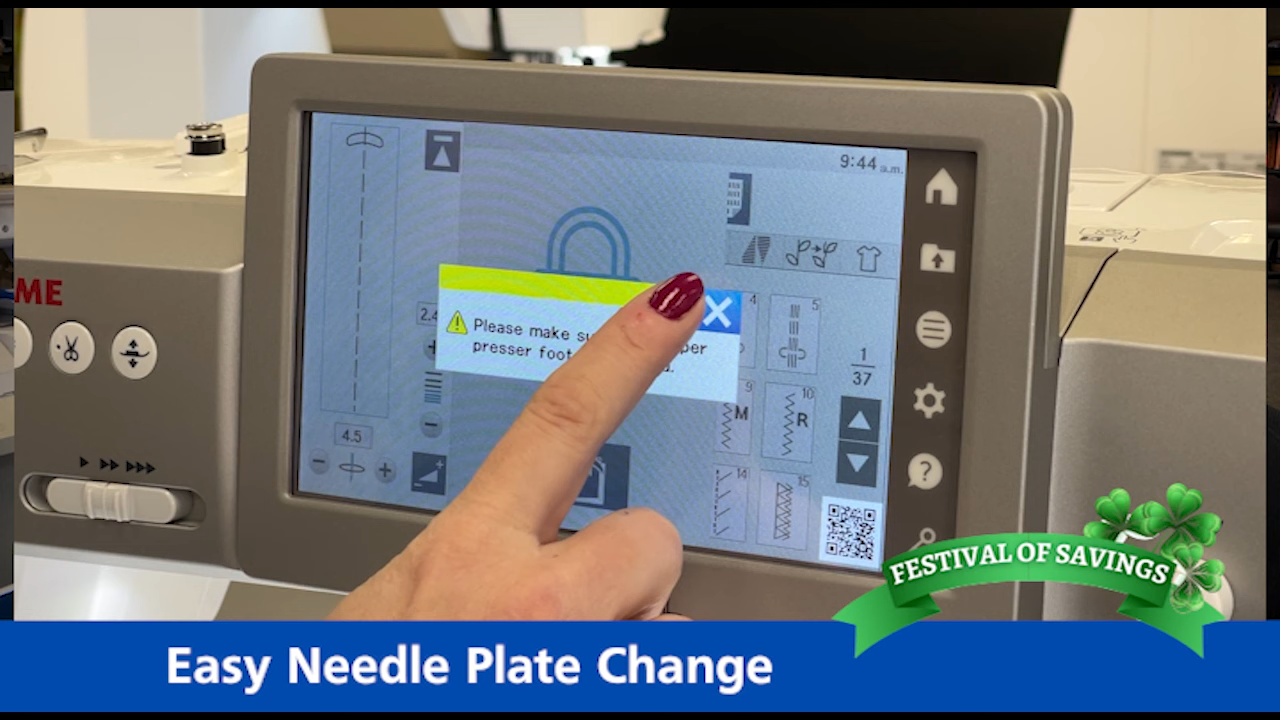 9:44 a.m.
ME
4
5
2.4
Please make su per
presser foot
1
37
9
10
M
R
4.5
14
15
?
FESTIVAL OF SAVINGS
Easy Needle Plate Change